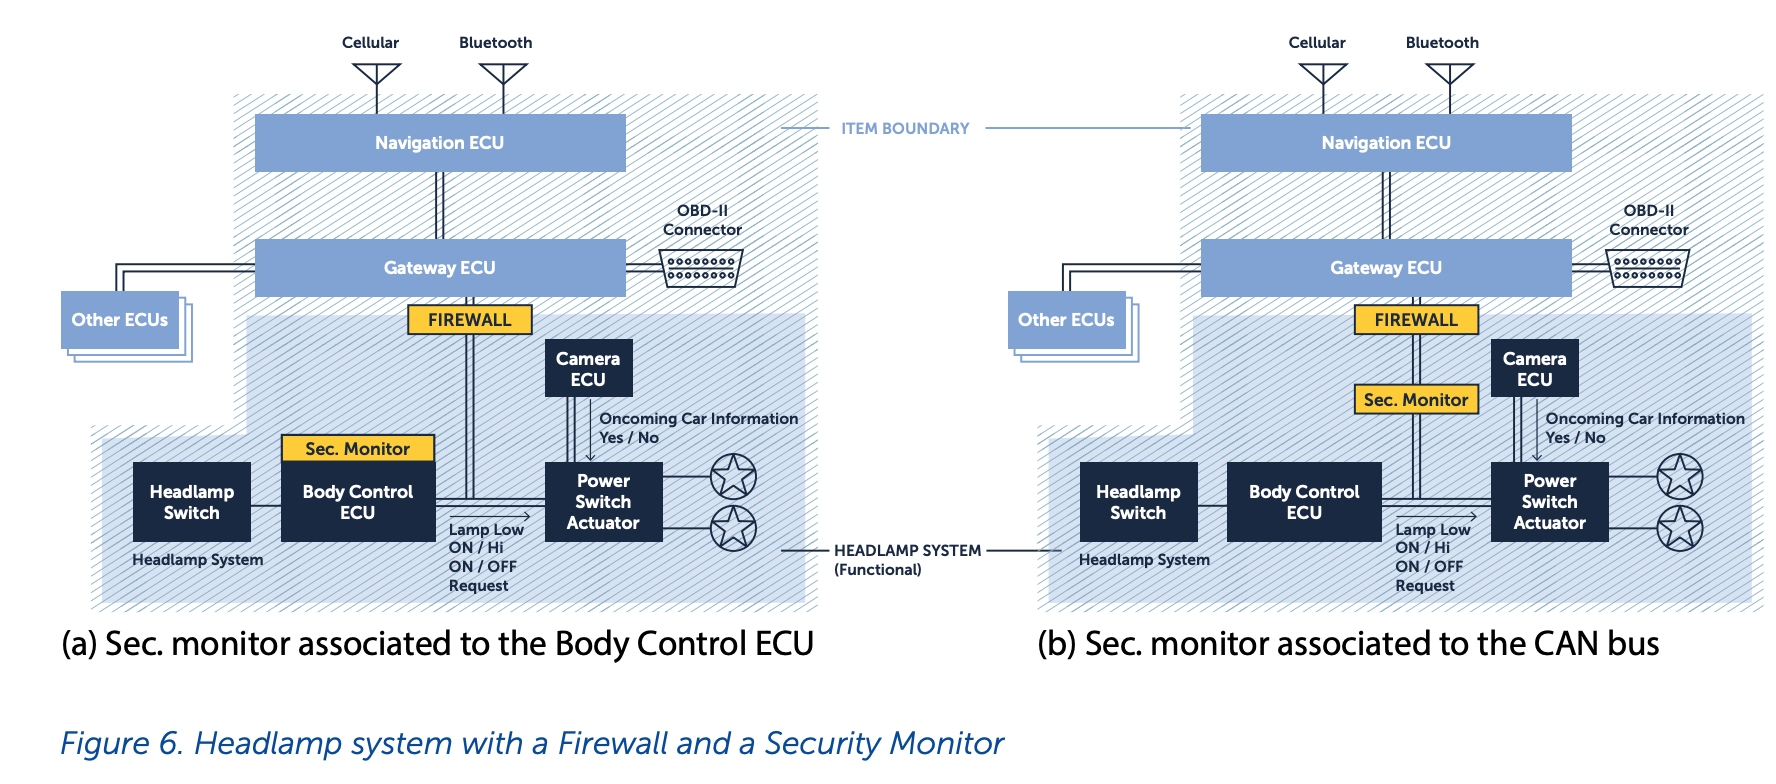 Cellular
Bluetooth
Navigation ECU
OBD-II
Connector
Gateway ECU
Other ECUs
FIREWALL
Camera
ECU
Oncoming Car Information
Yes / No
Sec. Monitor
Headlamp
Switch
Body Control
ECU
Power
Switch
Actuator
Lamp Low
ON / Hi
ON / OFF
Request
Headlamp System
ITEM BOUNDARY
HEADLAMP SYSTEM
(Functional)
Cellular
Bluetooth
Navigation ECU
OBD-II
Connector
Gateway ECU
Other ECUs
FIREWALL
Camera
ECU
Sec. Monitor
Oncoming Car Information
Yes / No
Headlamp
Switch
Body Control
ECU
Power
Switch
Actuator
Lamp Low
ON / Hi
ON / OFF
Request
Headlamp System
(a) Sec. monitor associated to the Body Control ECU
(b) Sec. monitor associated to the CAN bus
Figure 6. Headlamp system with a Firewall and a Security Monitor